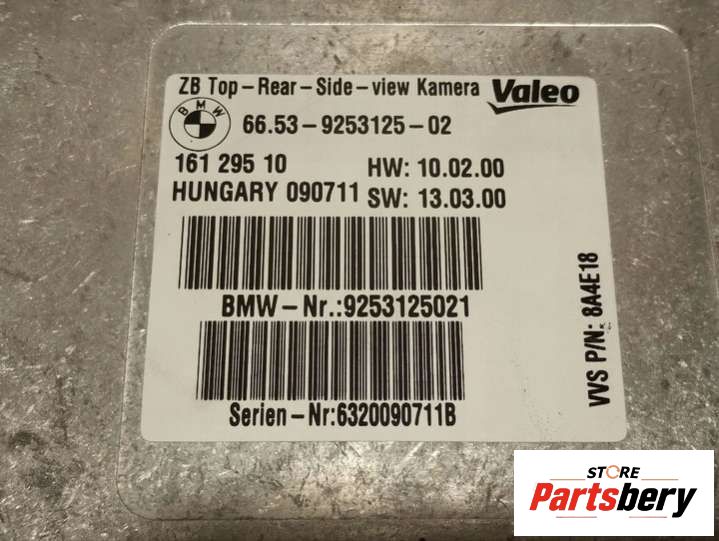 ZB Top-Rear-Side-view Kamera Valeo
BMW
66.53-9253125-02
161 295 10 HW: 10.02.00
HUNGARY 090711 SW: 13.03.00
BMW-Nr.:9253125021
Serien-Nr:6320090711B
VVS P/N: 8A4E18
STORE
Partsbery